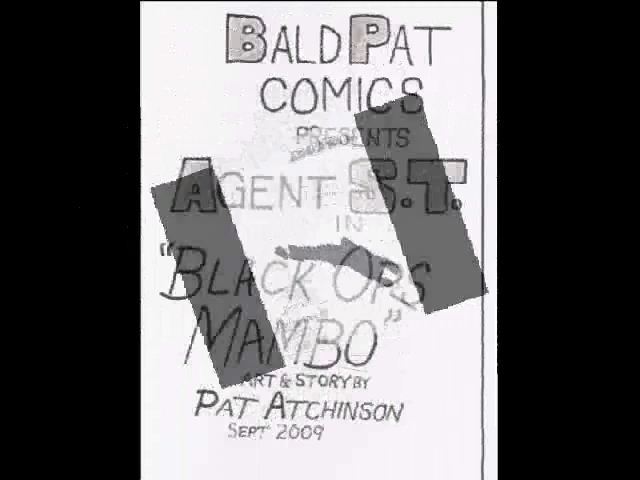 BALD PAT
COMICS
PRESENTS
AGENT S.T.
IN
"BLACK OPS
MAMBO"
ART & STORY BY
PAT ATCHINSON
SEPT 2009